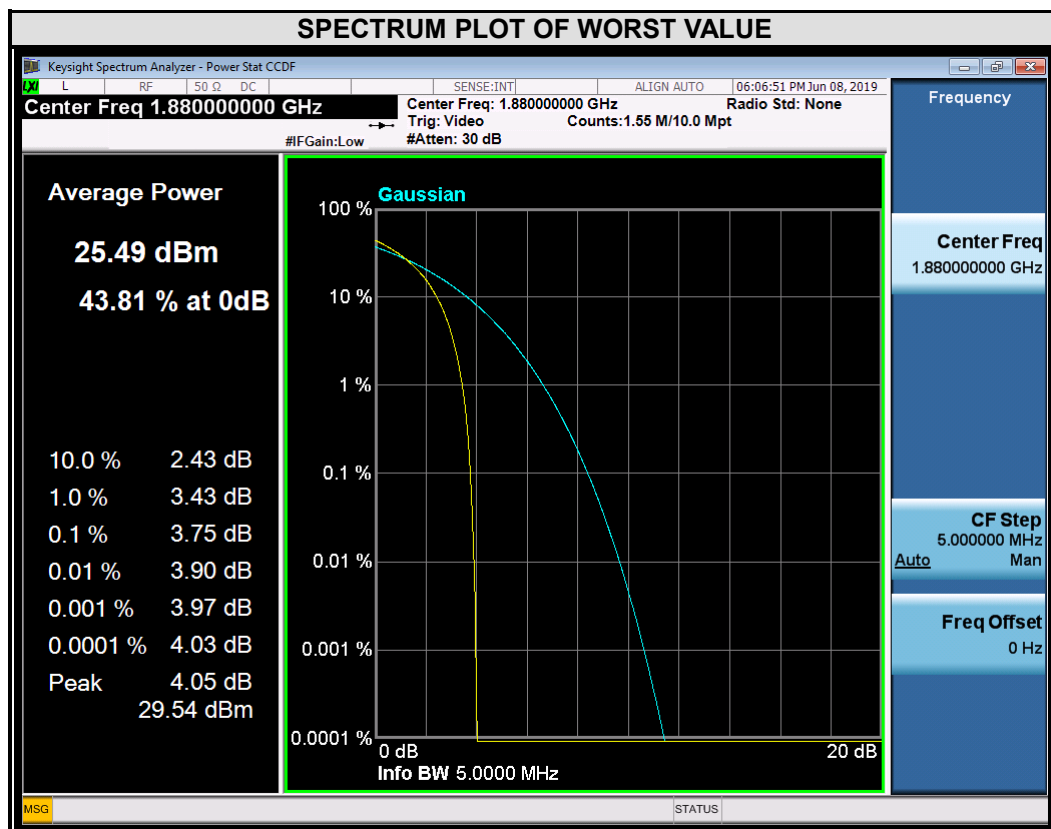 SPECTRUM PLOT OF WORST VALUE
Keysight Spectrum Analyzer - Power Stat CCDF
LXI L RF 50 Ω DC SENSE:INT ALIGN AUTO 06:06:51 PM Jun 08, 2019
Center Freq 1.880000000 GHz
Center Freq: 1.880000000 GHz Radio Std: None
Trig: Video Counts:1.55 M/10.0 Mpt
#IFGain:Low #Atten: 30 dB
Average Power
25.49 dBm
43.81 % at 0dB
10.0 % 2.43 dB
1.0 % 3.43 dB
0.1 % 3.75 dB
0.01 % 3.90 dB
0.001 % 3.97 dB
0.0001 % 4.03 dB
Peak 4.05 dB
29.54 dBm
Gaussian
100 %
10 %
1 %
0.1 %
0.01 %
0.001 %
0.0001 %
0 dB 20 dB
Info BW 5.0000 MHz
Frequency
Center Freq
1.880000000 GHz
CF Step
5.000000 MHz
Auto Man
Freq Offset
0 Hz
MSG STATUS